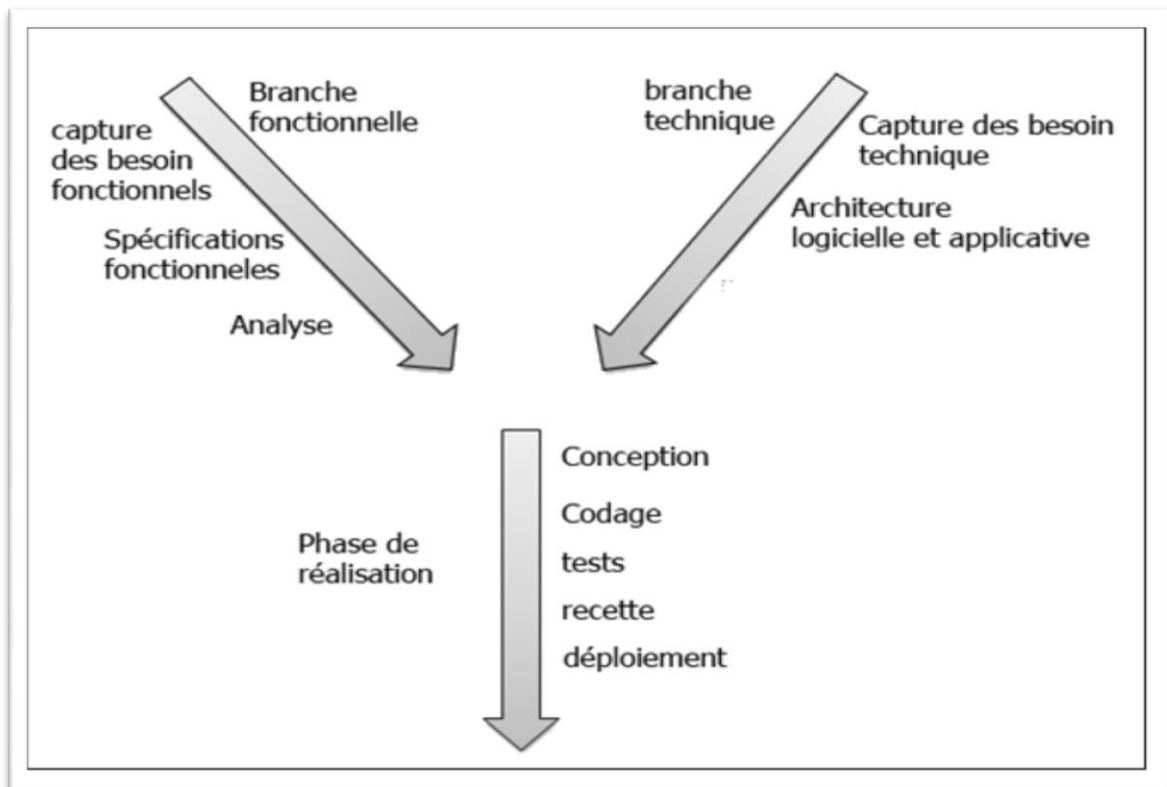 Branche
fonctionnelle
capture
des besoin
fonctionnels
Spécifications
fonctionneles
Analyse
branche
technique
Capture des besoin
technique
Architecture
logicielle et applicative
Phase de
réalisation
Conception
Codage
tests
recette
déploiement